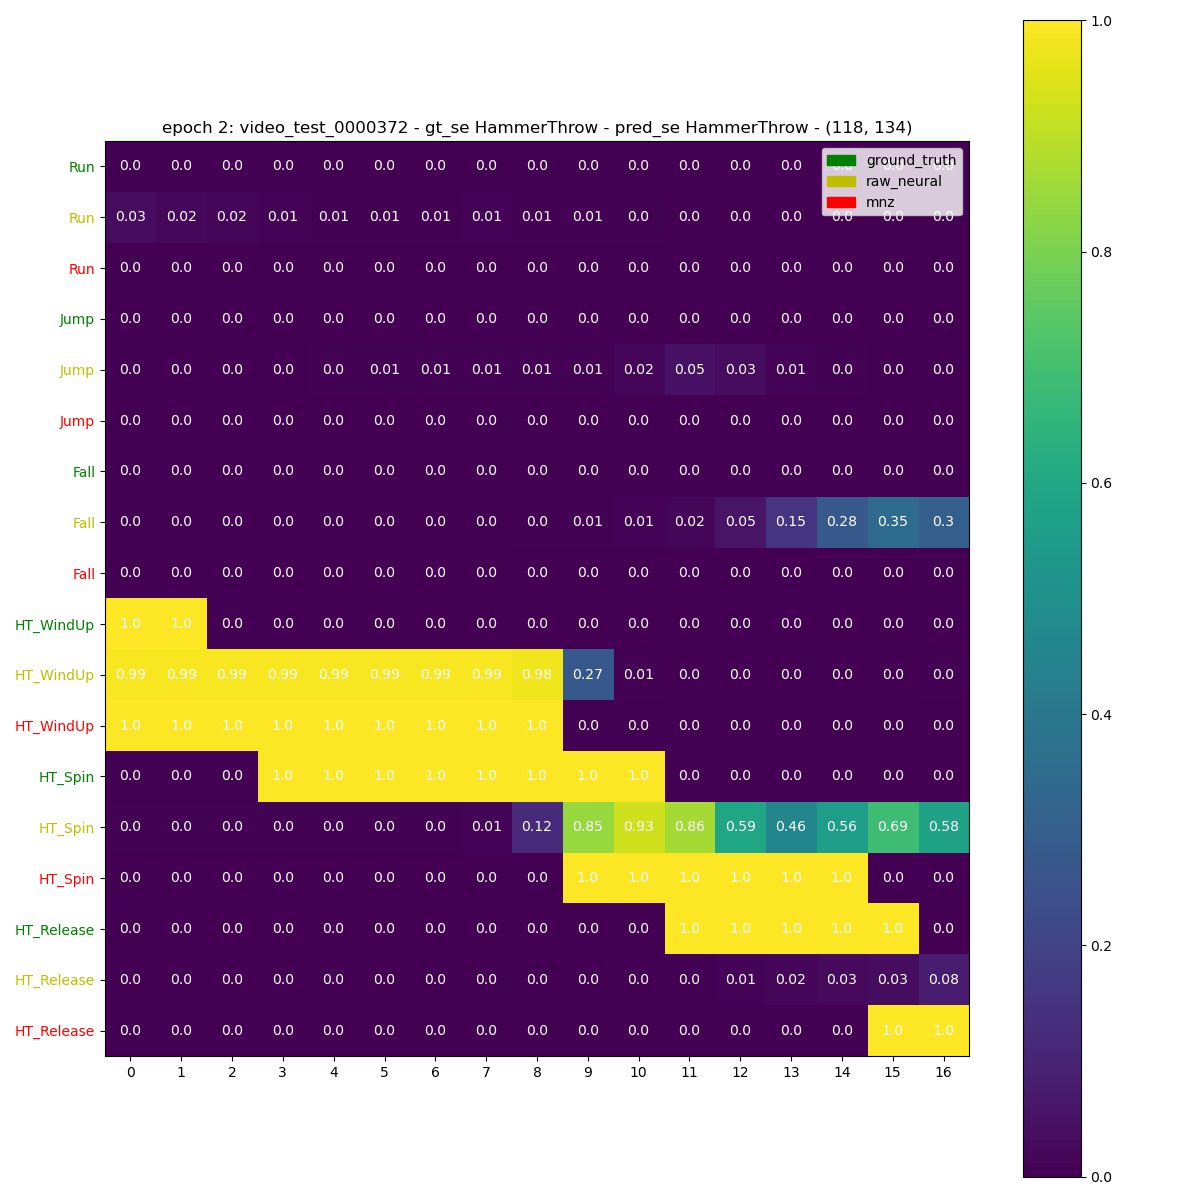 epoch 2: video_test_0000372 - gt_se HammerThrow - pred_se HammerThrow - (118, 134)
Run 0.0 0.0 0.0 0.0 0.0 0.0 0.0 0.0 0.0 0.0 0.0 0.0 0.0 0.0 0.0 0.0 0.0
ground_truth
raw_neural
mnz
Run 0.03 0.02 0.02 0.01 0.01 0.01 0.01 0.01 0.01 0.01 0.0 0.0 0.0 0.0 0.0 0.0 0.0
Run 0.0 0.0 0.0 0.0 0.0 0.0 0.0 0.0 0.0 0.0 0.0 0.0 0.0 0.0 0.0 0.0 0.0
Jump 0.0 0.0 0.0 0.0 0.0 0.0 0.0 0.0 0.0 0.0 0.0 0.0 0.0 0.0 0.0 0.0 0.0
Jump 0.0 0.0 0.0 0.0 0.0 0.01 0.01 0.01 0.01 0.01 0.02 0.05 0.03 0.01 0.0 0.0 0.0
Jump 0.0 0.0 0.0 0.0 0.0 0.0 0.0 0.0 0.0 0.0 0.0 0.0 0.0 0.0 0.0 0.0 0.0
Fall 0.0 0.0 0.0 0.0 0.0 0.0 0.0 0.0 0.0 0.0 0.0 0.0 0.0 0.0 0.0 0.0 0.0
Fall 0.0 0.0 0.0 0.0 0.0 0.0 0.0 0.0 0.0 0.01 0.01 0.02 0.05 0.15 0.28 0.35 0.3
Fall 0.0 0.0 0.0 0.0 0.0 0.0 0.0 0.0 0.0 0.0 0.0 0.0 0.0 0.0 0.0 0.0 0.0
HT_WindUp 1.0 1.0 0.0 0.0 0.0 0.0 0.0 0.0 0.0 0.0 0.0 0.0 0.0 0.0 0.0 0.0 0.0
HT_WindUp 0.99 0.99 0.99 0.99 0.99 0.99 0.99 0.99 0.98 0.27 0.01 0.0 0.0 0.0 0.0 0.0 0.0
HT_WindUp 1.0 1.0 1.0 1.0 1.0 1.0 1.0 1.0 1.0 0.0 0.0 0.0 0.0 0.0 0.0 0.0 0.0
HT_Spin 0.0 0.0 0.0 1.0 1.0 1.0 1.0 1.0 1.0 1.0 1.0 0.0 0.0 0.0 0.0 0.0 0.0
HT_Spin 0.0 0.0 0.0 0.0 0.0 0.0 0.0 0.01 0.12 0.85 0.93 0.86 0.59 0.46 0.56 0.69 0.58
HT_Spin 0.0 0.0 0.0 0.0 0.0 0.0 0.0 0.0 0.0 1.0 1.0 1.0 1.0 1.0 1.0 0.0 0.0
HT_Release 0.0 0.0 0.0 0.0 0.0 0.0 0.0 0.0 0.0 0.0 0.0 1.0 1.0 1.0 1.0 1.0 0.0
HT_Release 0.0 0.0 0.0 0.0 0.0 0.0 0.0 0.0 0.0 0.0 0.0 0.0 0.01 0.02 0.03 0.03 0.08
HT_Release 0.0 0.0 0.0 0.0 0.0 0.0 0.0 0.0 0.0 0.0 0.0 0.0 0.0 0.0 0.0 1.0 1.0
0 1 2 3 4 5 6 7 8 9 10 11 12 13 14 15 16
1.0
0.8
0.6
0.4
0.2
0.0